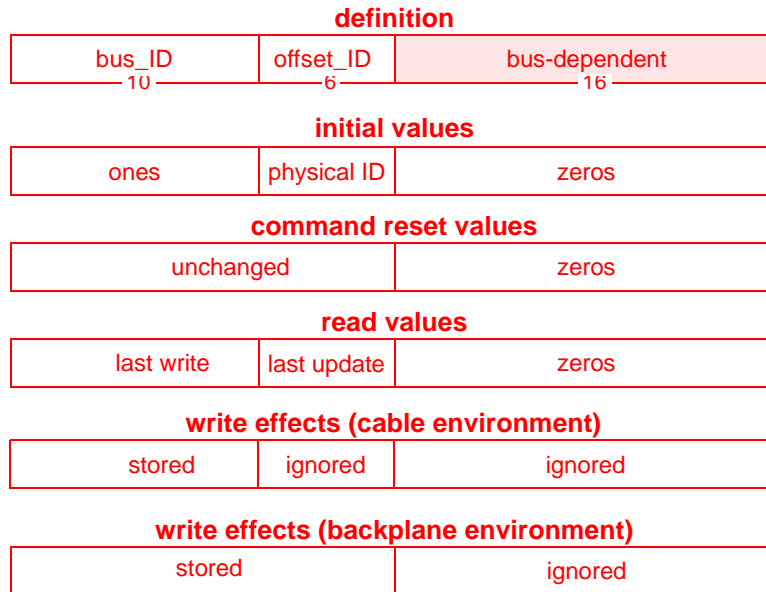 definition
bus_ID offset_ID bus-dependent
10 6 16
initial values
ones physical ID zeros
command reset values
unchanged zeros
read values
last write last update zeros
write effects (cable environment)
stored ignored ignored
write effects (backplane environment)
stored ignored